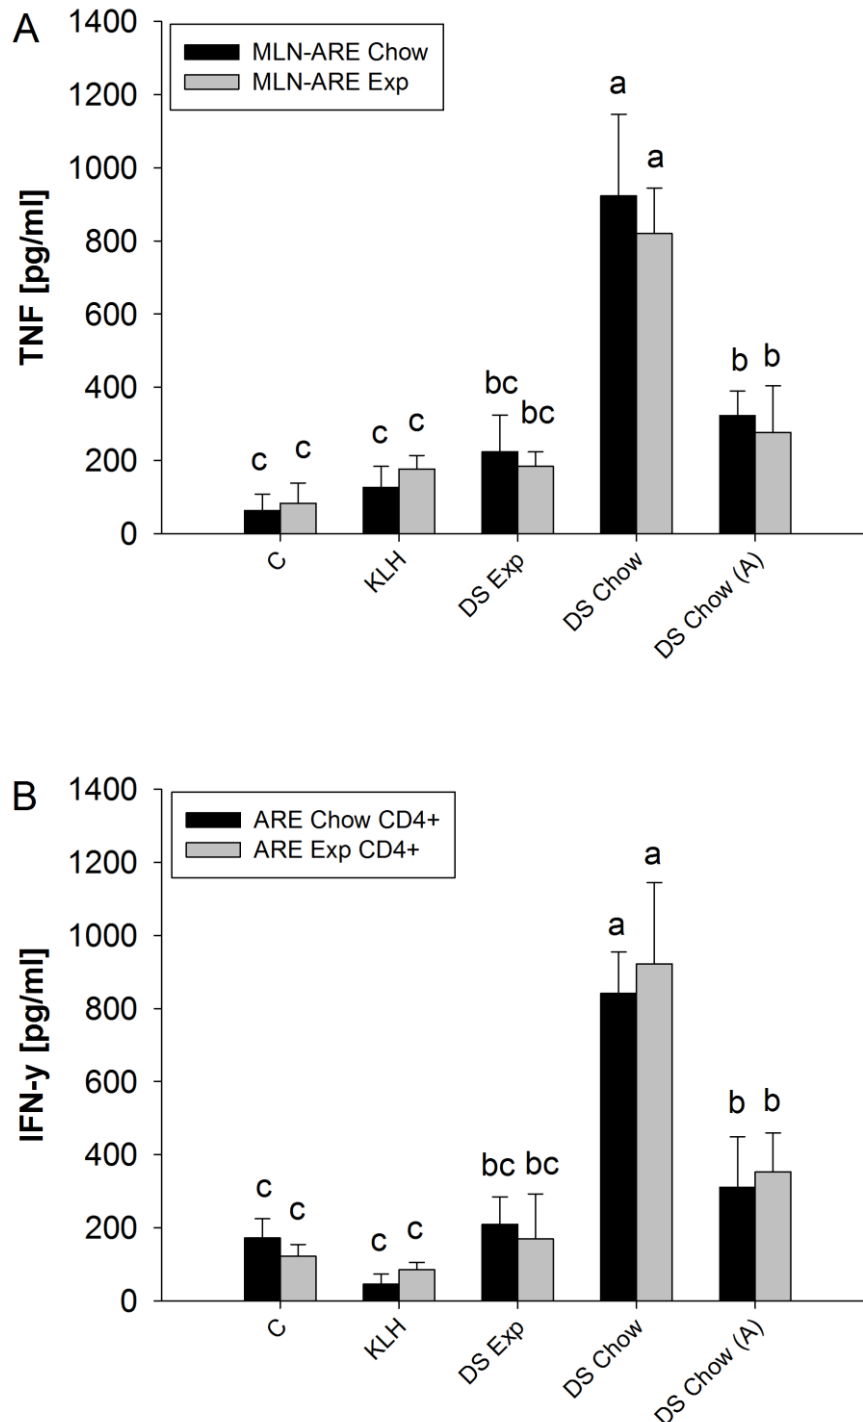 A
TNF [pg/ml]
1400
1200
1000
800
600
400
200
0
MLN-ARE Chow
MLN-ARE Exp
c
c
c
c
bc
bc
a
a
b
b
C
KLH
DS Exp
DS Chow
DS Chow (A)
B
IFN-y [pg/ml]
1400
1200
1000
800
600
400
200
0
ARE Chow CD4+
ARE Exp CD4+
c
c
c
c
bc
bc
a
a
b
b
C
KLH
DS Exp
DS Chow
DS Chow (A)